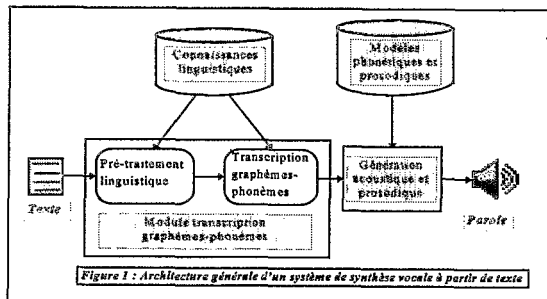 Connaissances
linguistiques
Modèles
phonétiques et
prosodiques
Pré-traitement
linguistique
Transcription
graphèmes-
phonèmes
Génération
acoustique et
prosodique
Texte
Module transcription
graphèmes-phonèmes
Parole
Figure 1 : Architecture générale d'un système de synthèse vocale à partir de texte